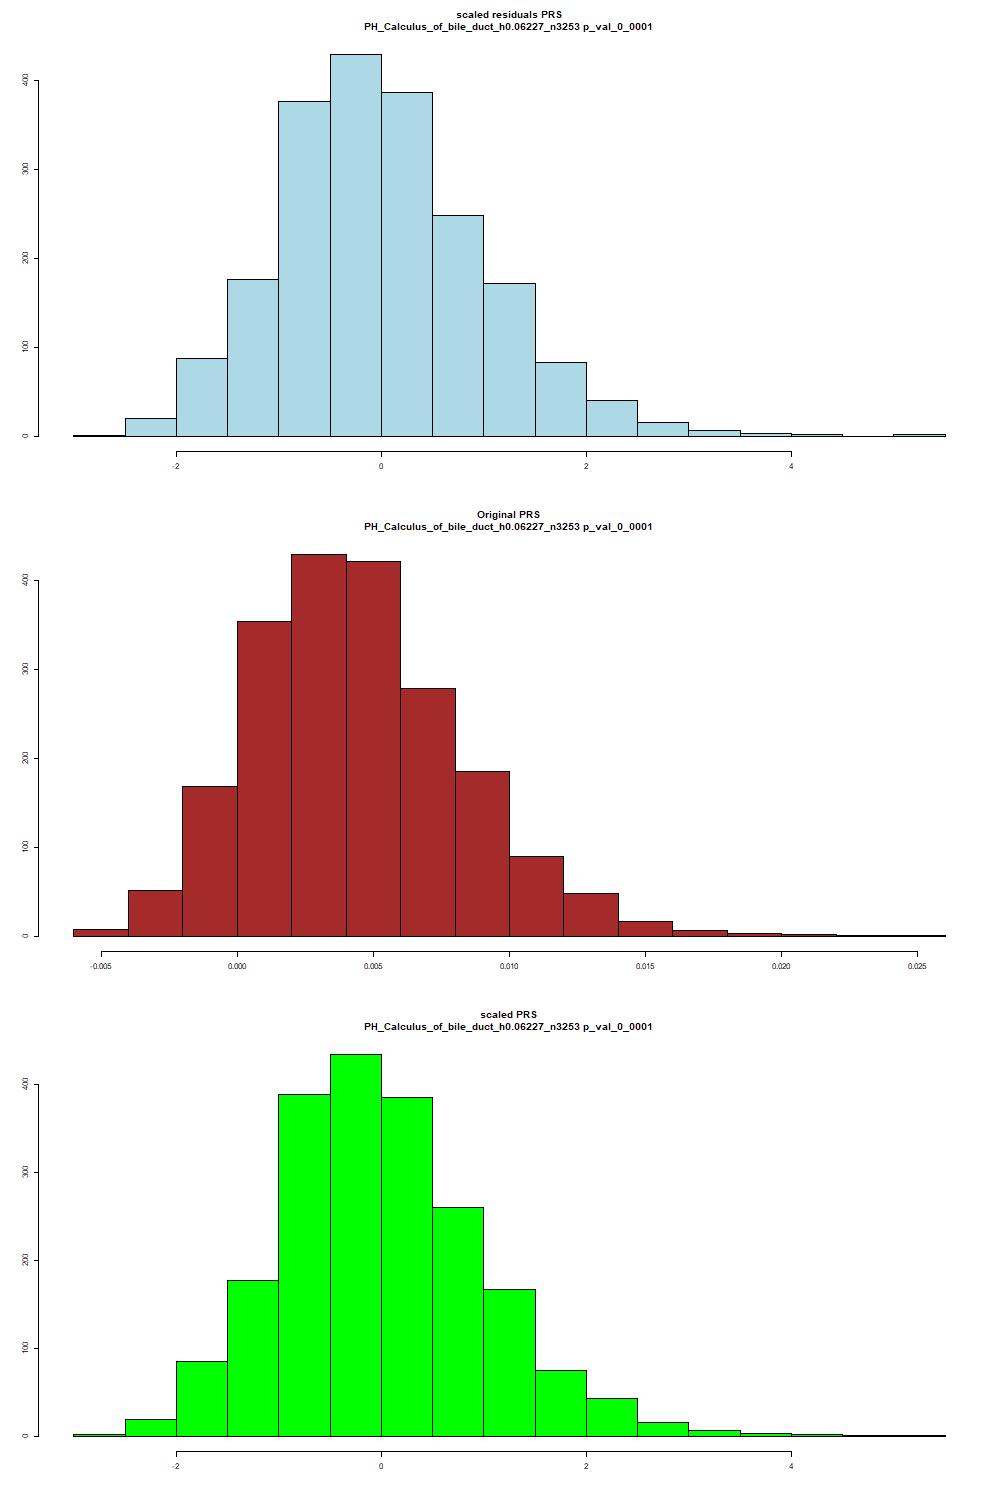 scaled residuals PRS
PH_Calculus_of_bile_duct_h0.06227_n3253 p_val_0_0001
400
300
200
100
0
-2 0 2 4
Original PRS
PH_Calculus_of_bile_duct_h0.06227_n3253 p_val_0_0001
400
300
200
100
0
-0.005 0.000 0.005 0.010 0.015 0.020 0.025
scaled PRS
PH_Calculus_of_bile_duct_h0.06227_n3253 p_val_0_0001
400
300
200
100
0
-2 0 2 4